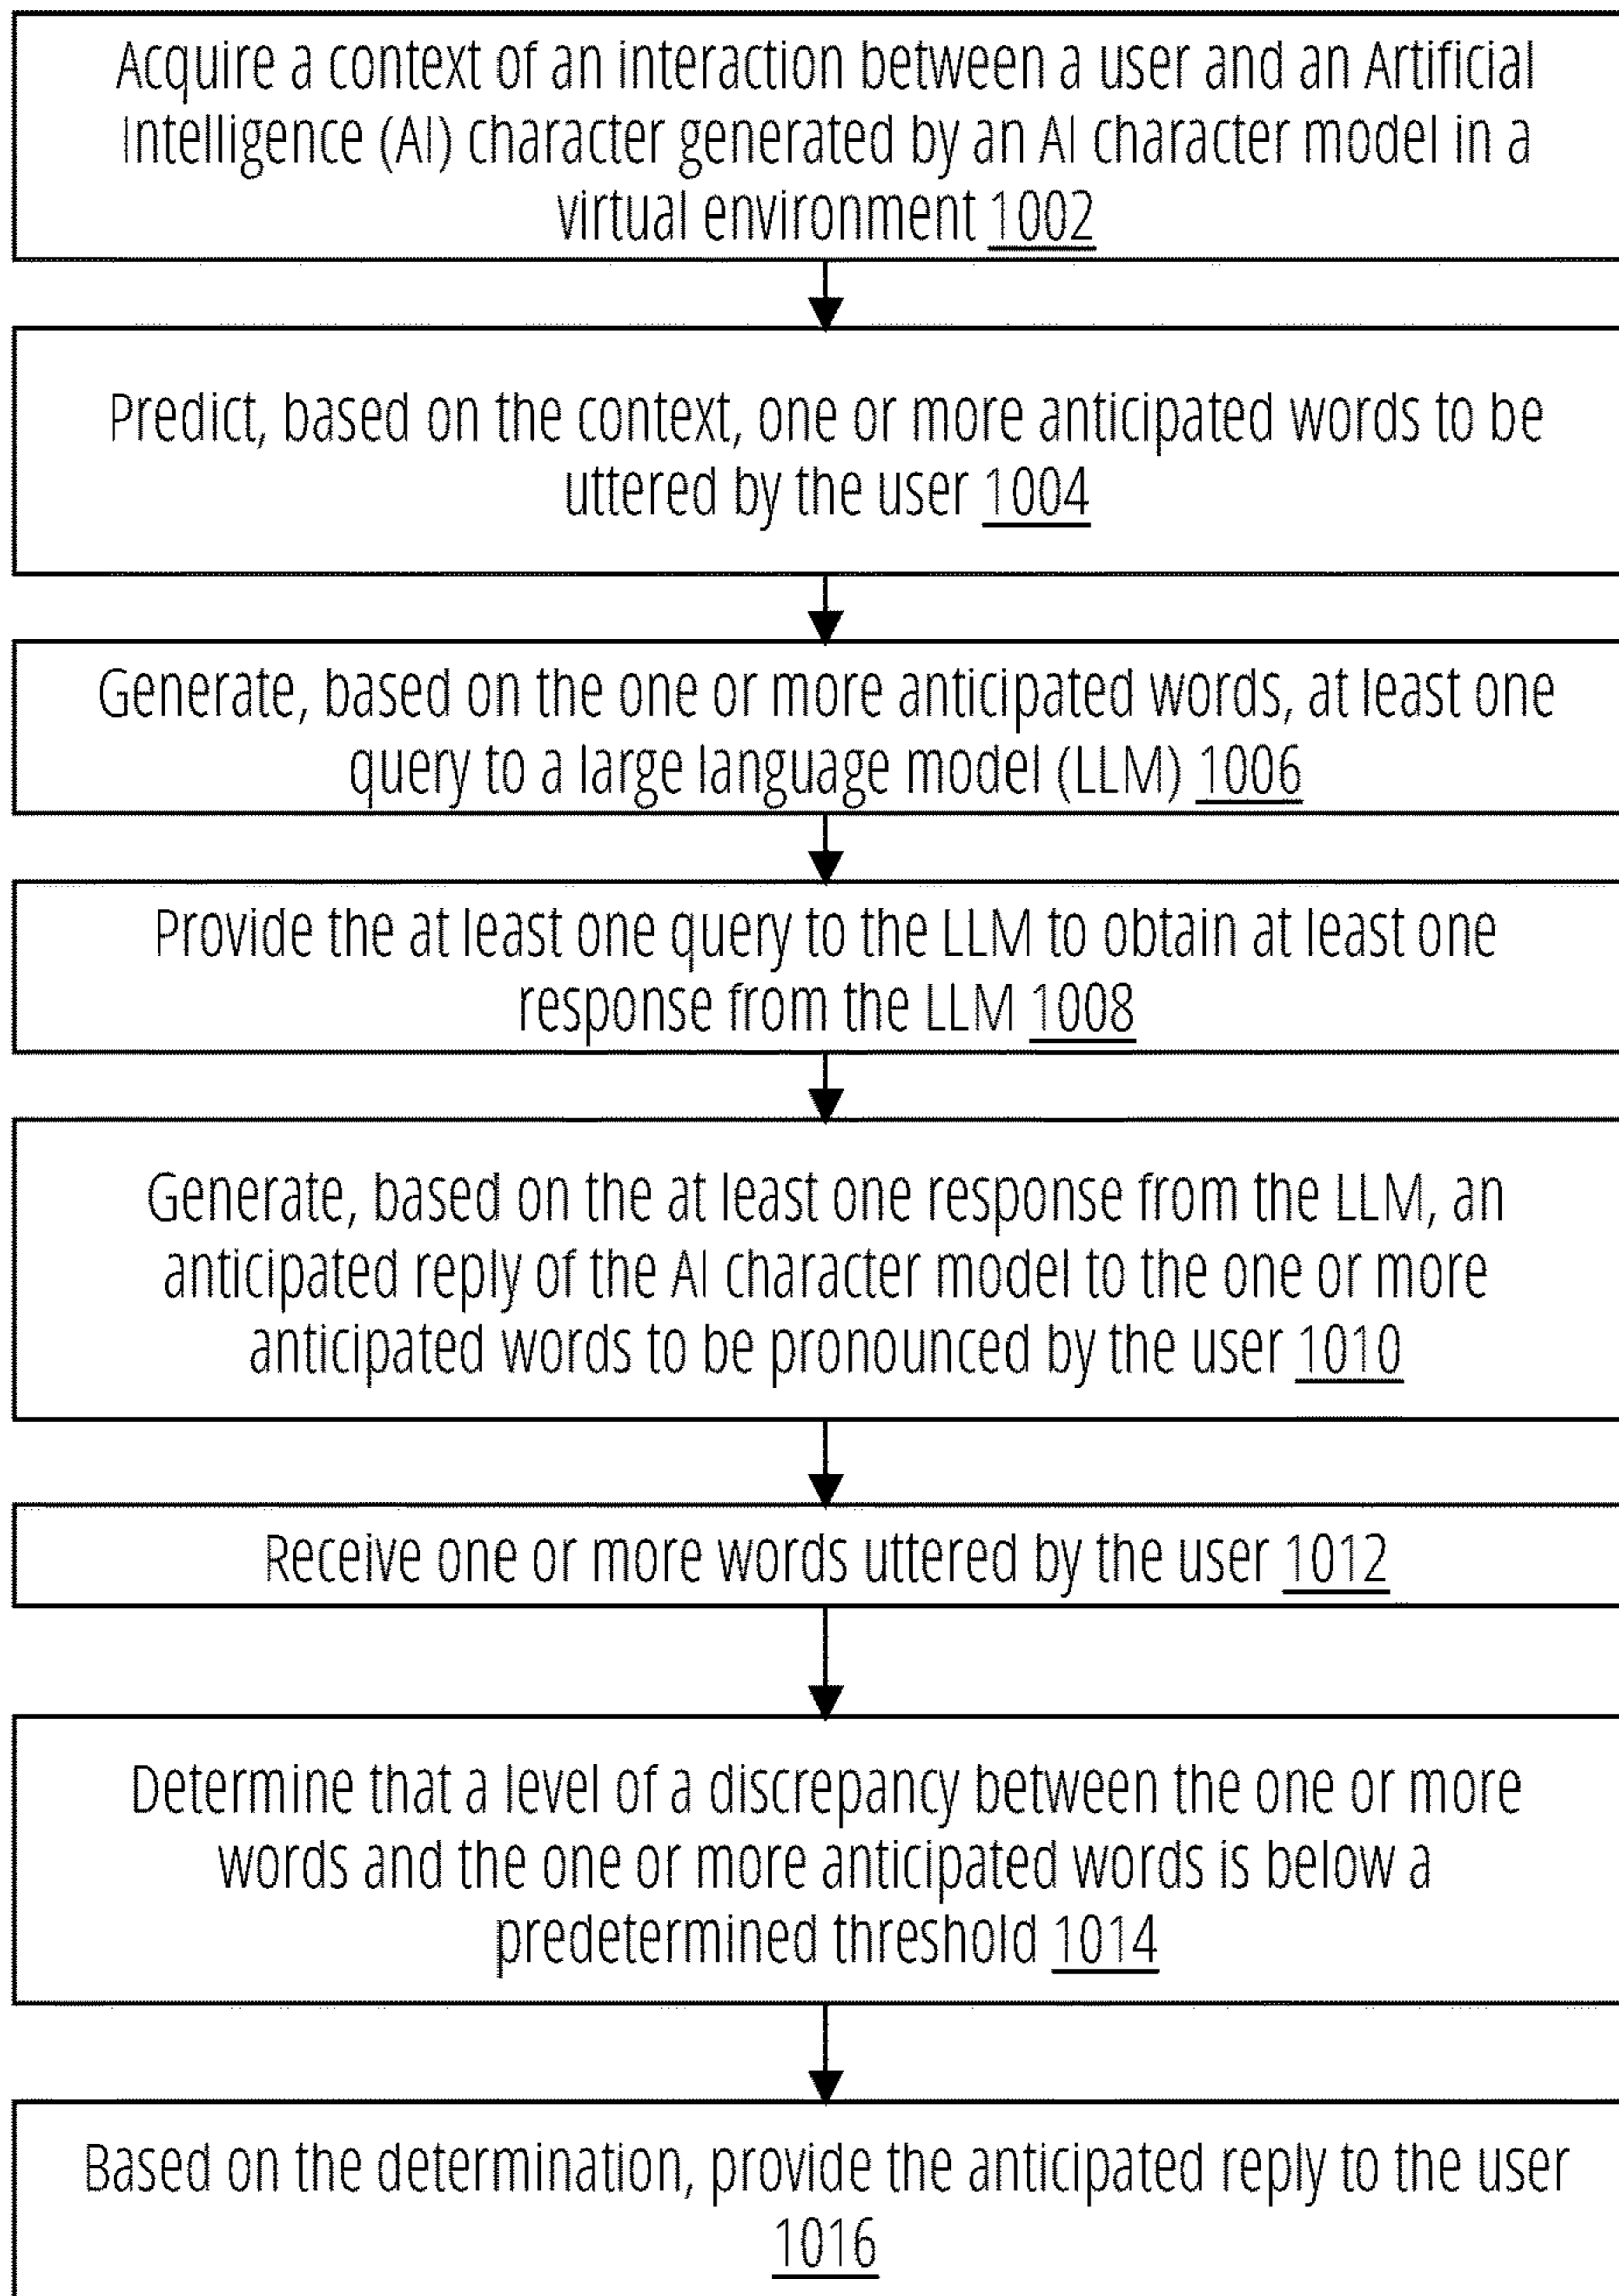 Acquire a context of an interaction between a user and an Artificial
Intelligence (AI) character generated by an AI character model in a
virtual environment 1002
Predict, based on the context, one or more anticipated words to be
uttered by the user 1004
Generate, based on the one or more anticipated words, at least one
query to a large language model (LLM) 1006
Provide the at least one query to the LLM to obtain at least one
response from the LLM 1008
Generate, based on the at least one response from the LLM, an
anticipated reply of the AI character model to the one or more
anticipated words to be pronounced by the user 1010
Receive one or more words uttered by the user 1012
Determine that a level of a discrepancy between the one or more
words and the one or more anticipated words is below a
predetermined threshold 1014
Based on the determination, provide the anticipated reply to the user
1016